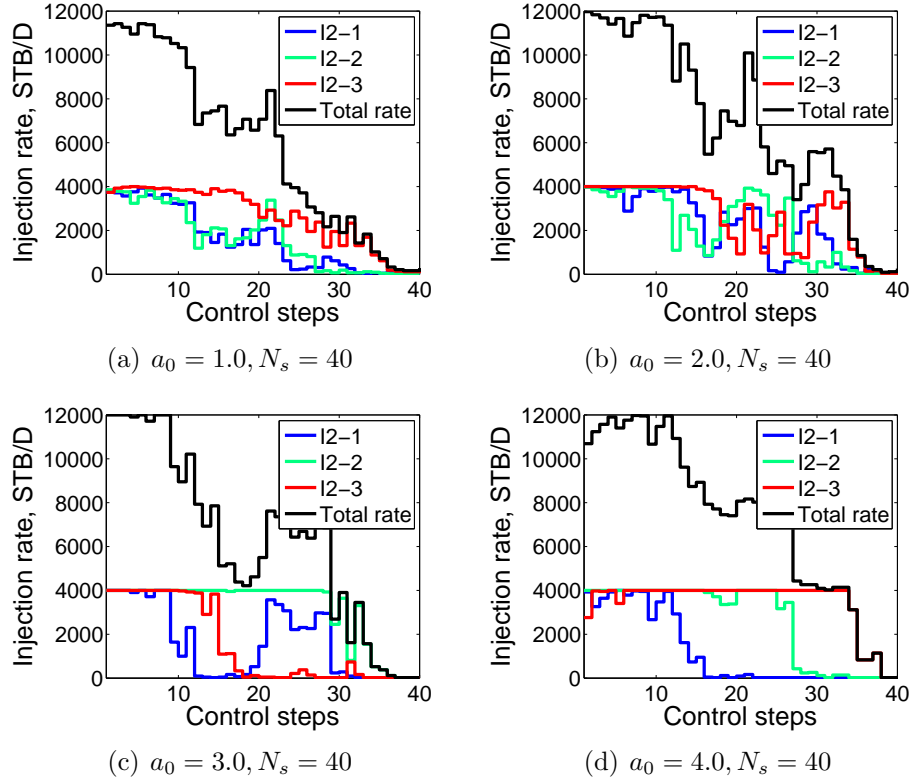 12000
10000
8000
6000
4000
2000
0
10 20 30 40
Injection rate, STB/D
Control steps
I2−1
I2−2
I2−3
Total rate
(a) a₀ = 1.0, Nₛ = 40
12000
10000
8000
6000
4000
2000
0
10 20 30 40
Injection rate, STB/D
Control steps
I2−1
I2−2
I2−3
Total rate
(b) a₀ = 2.0, Nₛ = 40
12000
10000
8000
6000
4000
2000
0
10 20 30 40
Injection rate, STB/D
Control steps
I2−1
I2−2
I2−3
Total rate
(c) a₀ = 3.0, Nₛ = 40
12000
10000
8000
6000
4000
2000
0
10 20 30 40
Injection rate, STB/D
Control steps
I2−1
I2−2
I2−3
Total rate
(d) a₀ = 4.0, Nₛ = 40